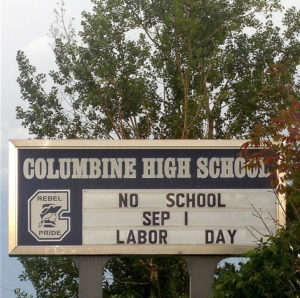 COLUMBINE HIGH SCHOOL
REBEL
PRIDE
NO SCHOOL
SEP 1
LABOR DAY